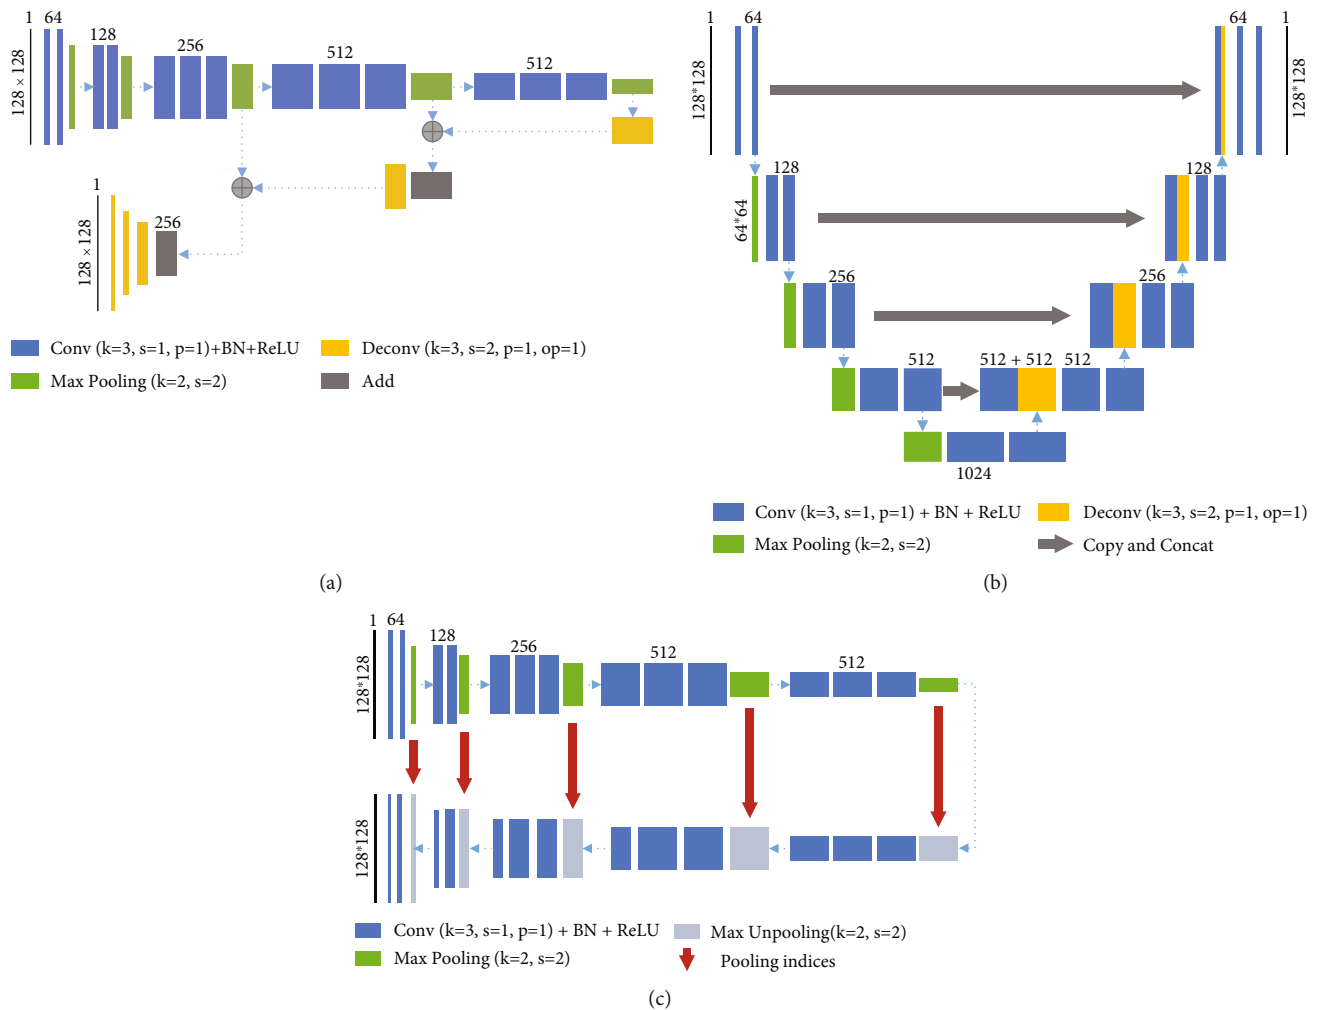 1 64
128
256
512
512
128 × 128
1
256
128 × 128
Conv (k=3, s=1, p=1)+BN+ReLU
Deconv (k=3, s=2, p=1, op=1)
Max Pooling (k=2, s=2)
Add
(a)
1 64
64 1
128*128
128*128
128
128
64*64
256
256
512
512 + 512 512
1024
Conv (k=3, s=1, p=1) + BN + ReLU
Deconv (k=3, s=2, p=1, op=1)
Max Pooling (k=2, s=2)
Copy and Concat
(b)
1 64
128
256
512
512
128*128
128*128
Conv (k=3, s=1, p=1) + BN + ReLU
Max Unpooling(k=2, s=2)
Max Pooling (k=2, s=2)
Pooling indices
(c)